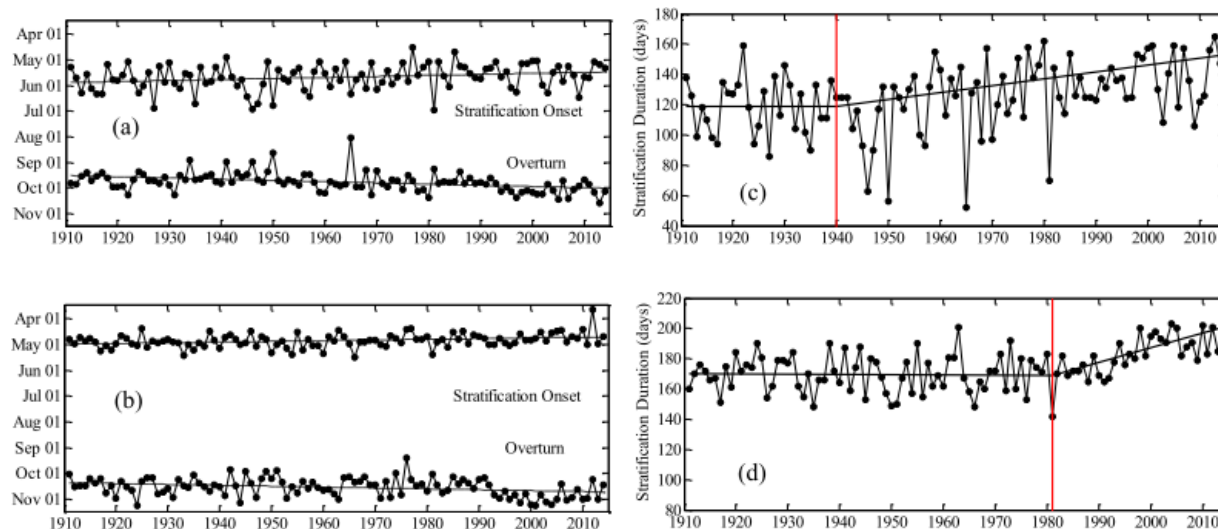 Apr 01
May 01
Jun 01
Jul 01
Aug 01
Sep 01
Oct 01
Nov 01
(a)
Stratification Onset
Overturn
1910 1920 1930 1940 1950 1960 1970 1980 1990 2000 2010
Stratification Duration (days)
180
160
140
120
100
80
60
40
(c)
1910 1920 1930 1940 1950 1960 1970 1980 1990 2000 2010
Apr 01
May 01
Jun 01
Jul 01
Aug 01
Sep 01
Oct 01
Nov 01
(b)
Stratification Onset
Overturn
1910 1920 1930 1940 1950 1960 1970 1980 1990 2000 2010
Stratification Duration (days)
220
200
180
160
140
120
100
80
(d)
1910 1920 1930 1940 1950 1960 1970 1980 1990 2000 2010